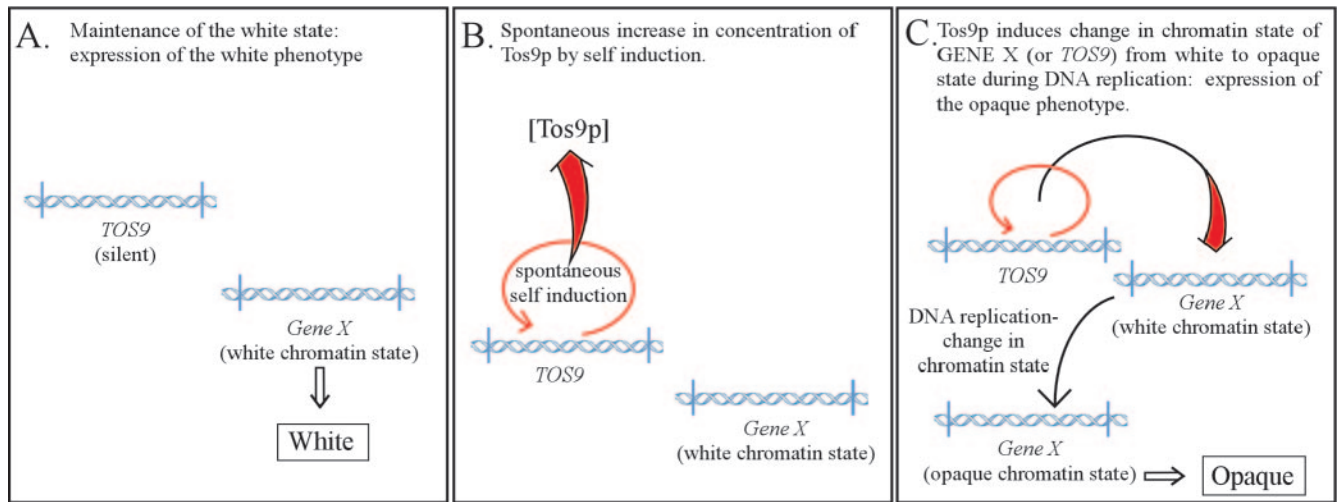 A. Maintenance of the white state:
expression of the white phenotype
TOS9
(silent)
Gene X
(white chromatin state)
White
B. Spontaneous increase in concentration of
Tos9p by self induction.
[Tos9p]
spontaneous
self induction
TOS9
Gene X
(white chromatin state)
C. Tos9p induces change in chromatin state of
GENE X (or TOS9) from white to opaque
state during DNA replication: expression of
the opaque phenotype.
TOS9
Gene X
(white chromatin state)
DNA replication-
change in
chromatin state
Gene X
(opaque chromatin state)
Opaque